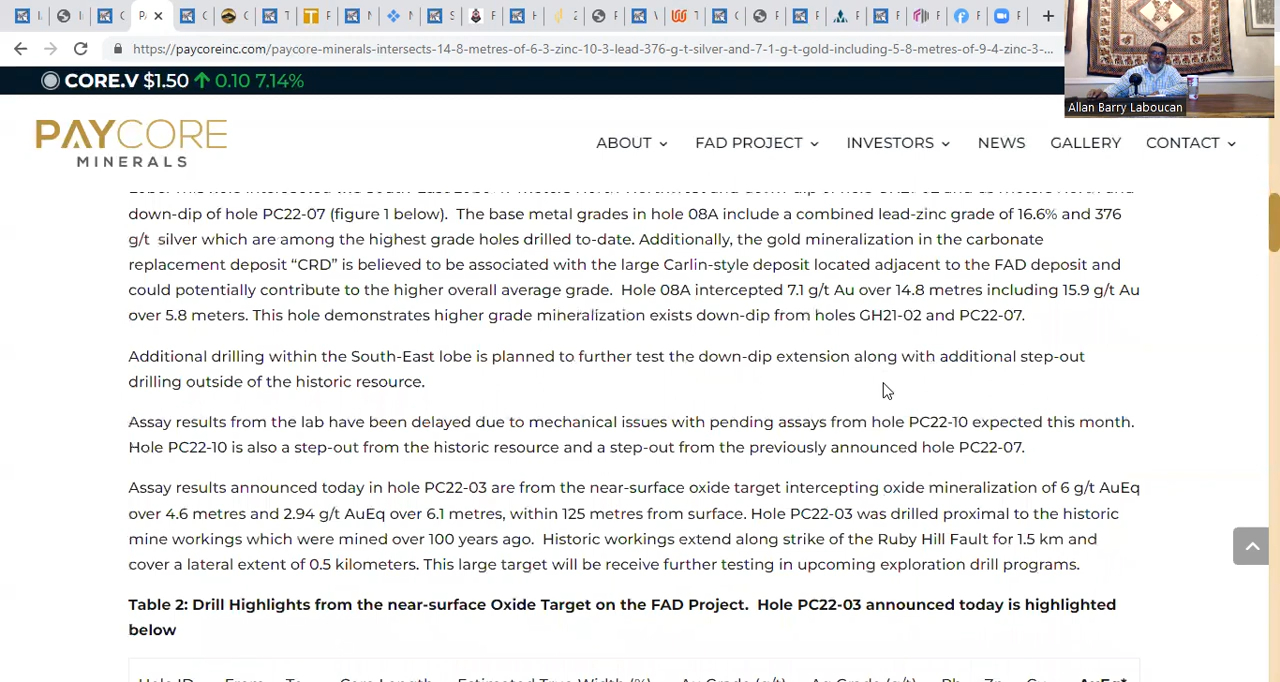 https://paycoreinc.com/paycore-minerals-intersects-14-8-metres-of-6-3-zinc-10-3-lead-376-g-t-silver-and-7-1-g-t-gold-including-5-8-metres-of-9-4-zinc-3-...
CORE.V $1.50 ↑ 0.10 7.14%
Allan Barry Laboucan
PAYCORE
MINERALS
ABOUT FAD PROJECT INVESTORS NEWS GALLERY CONTACT
down-dip of hole PC22-07 (figure 1 below). The base metal grades in hole 08A include a combined lead-zinc grade of 16.6% and 376
g/t silver which are among the highest grade holes drilled to-date. Additionally, the gold mineralization in the carbonate
replacement deposit “CRD” is believed to be associated with the large Carlin-style deposit located adjacent to the FAD deposit and
could potentially contribute to the higher overall average grade. Hole 08A intercepted 7.1 g/t Au over 14.8 metres including 15.9 g/t Au
over 5.8 meters. This hole demonstrates higher grade mineralization exists down-dip from holes GH21-02 and PC22-07.
Additional drilling within the South-East lobe is planned to further test the down-dip extension along with additional step-out
drilling outside of the historic resource.
Assay results from the lab have been delayed due to mechanical issues with pending assays from hole PC22-10 expected this month.
Hole PC22-10 is also a step-out from the historic resource and a step-out from the previously announced hole PC22-07.
Assay results announced today in hole PC22-03 are from the near-surface oxide target intercepting oxide mineralization of 6 g/t AuEq
over 4.6 metres and 2.94 g/t AuEq over 6.1 metres, within 125 metres from surface. Hole PC22-03 was drilled proximal to the historic
mine workings which were mined over 100 years ago. Historic workings extend along strike of the Ruby Hill Fault for 1.5 km and
cover a lateral extent of 0.5 kilometers. This large target will be receive further testing in upcoming exploration drill programs.
Table 2: Drill Highlights from the near-surface Oxide Target on the FAD Project. Hole PC22-03 announced today is highlighted
below